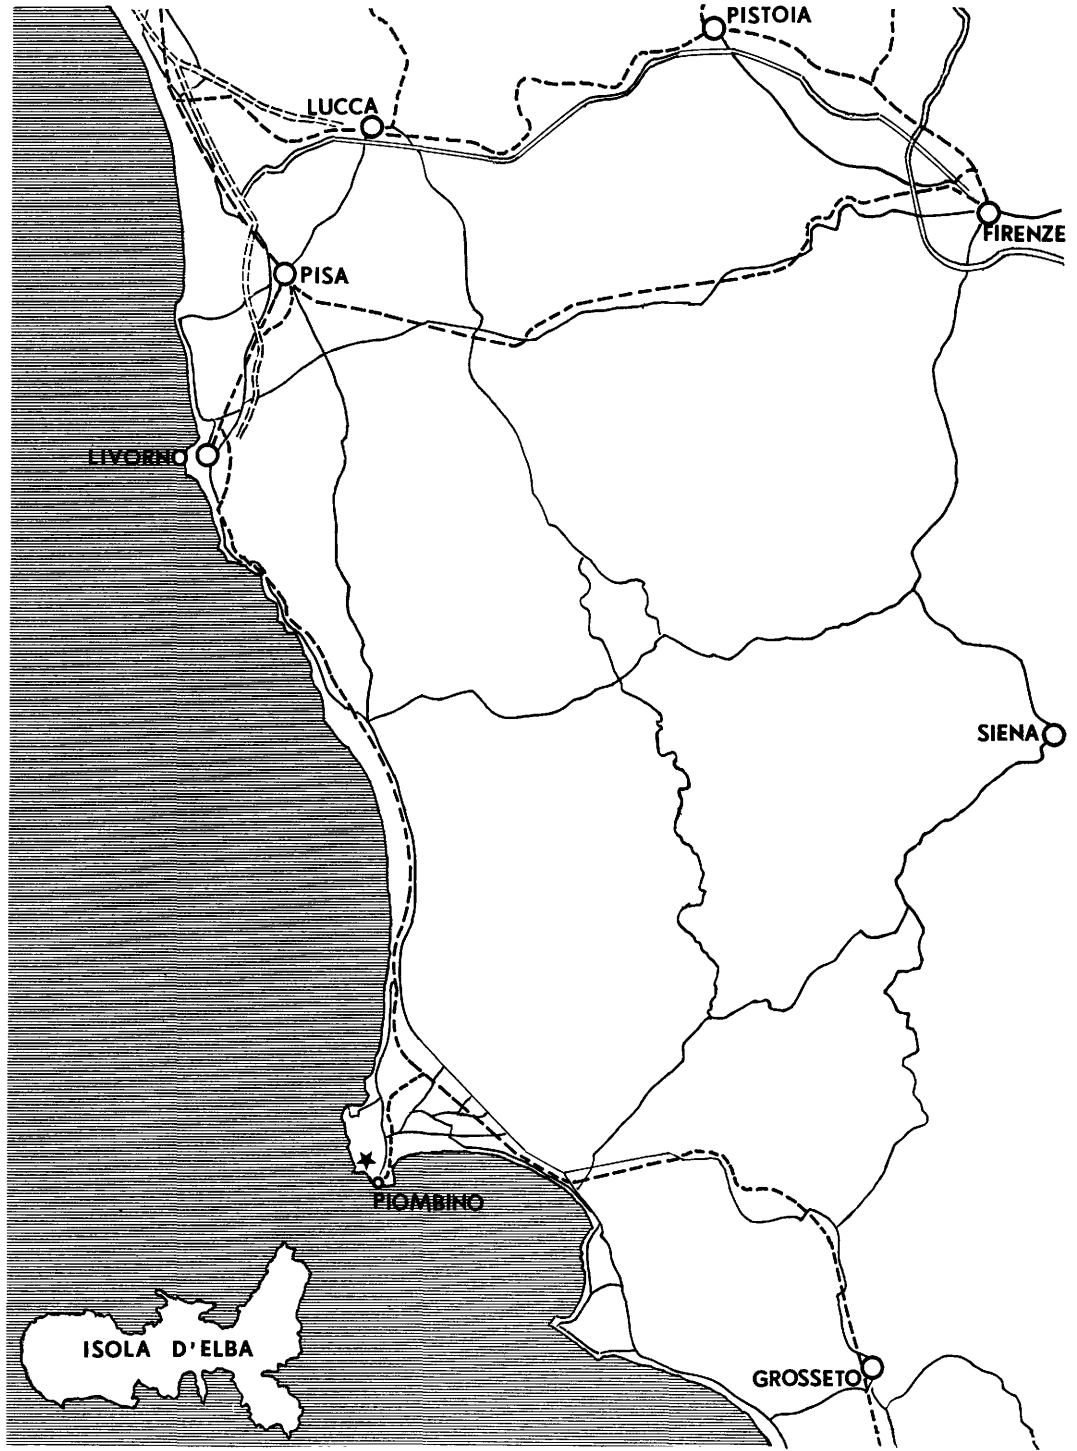 PISTOIA
LUCCA
FIRENZE
PISA
LIVORNO
SIENA
PIOMBINO
ISOLA D'ELBA
GROSSETO